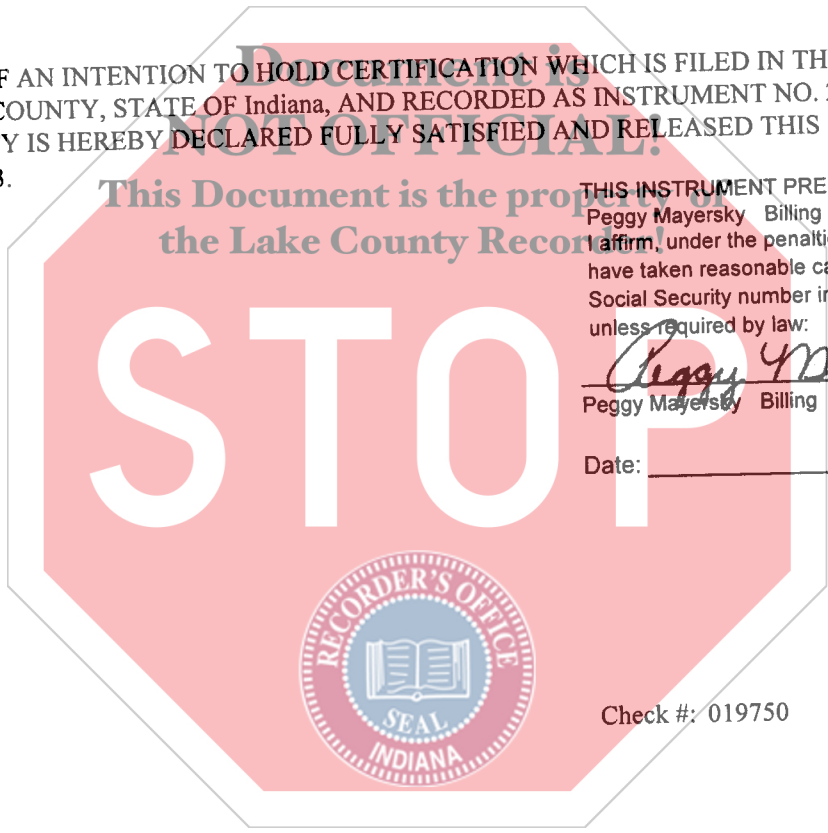 F AN INTENTION TO HOLD CERTIFICATION WHICH IS FILED IN TH
COUNTY, STATE OF Indiana, AND RECORDED AS INSTRUMENT NO.
Y IS HEREBY DECLARED FULLY SATISFIED AND RELEASED THIS
Document is
NOT OFFICIAL!
This Document is the property of
the Lake County Recorder!
THIS INSTRUMENT PRE
Peggy Mayersky Billing
I affirm, under the penalti
have taken reasonable ca
Social Security number in
unless required by law:
Peggy M
Peggy Mayersky Billing
Date:
STOP
RECORDER'S OFFICE
SEAL
INDIANA
Check #: 019750